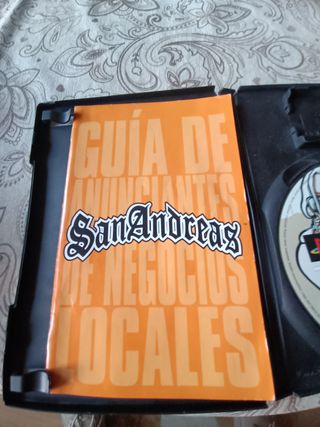 GUÍA DE
ANUNCIANTES
SanAndreas
DE NEGOCIOS
LOCALES